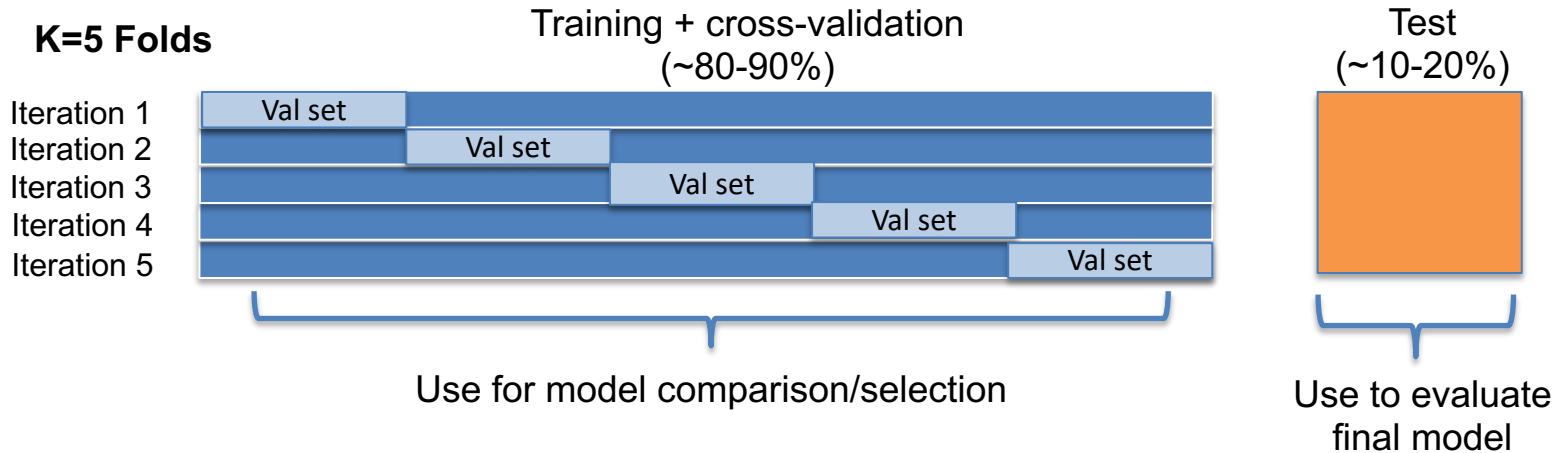 K=5 Folds
Training + cross-validation
(~80-90%)
Test
(~10-20%)
Iteration 1
Val set
Iteration 2
Val set
Iteration 3
Val set
Iteration 4
Val set
Iteration 5
Val set
Use for model comparison/selection
Use to evaluate
final model